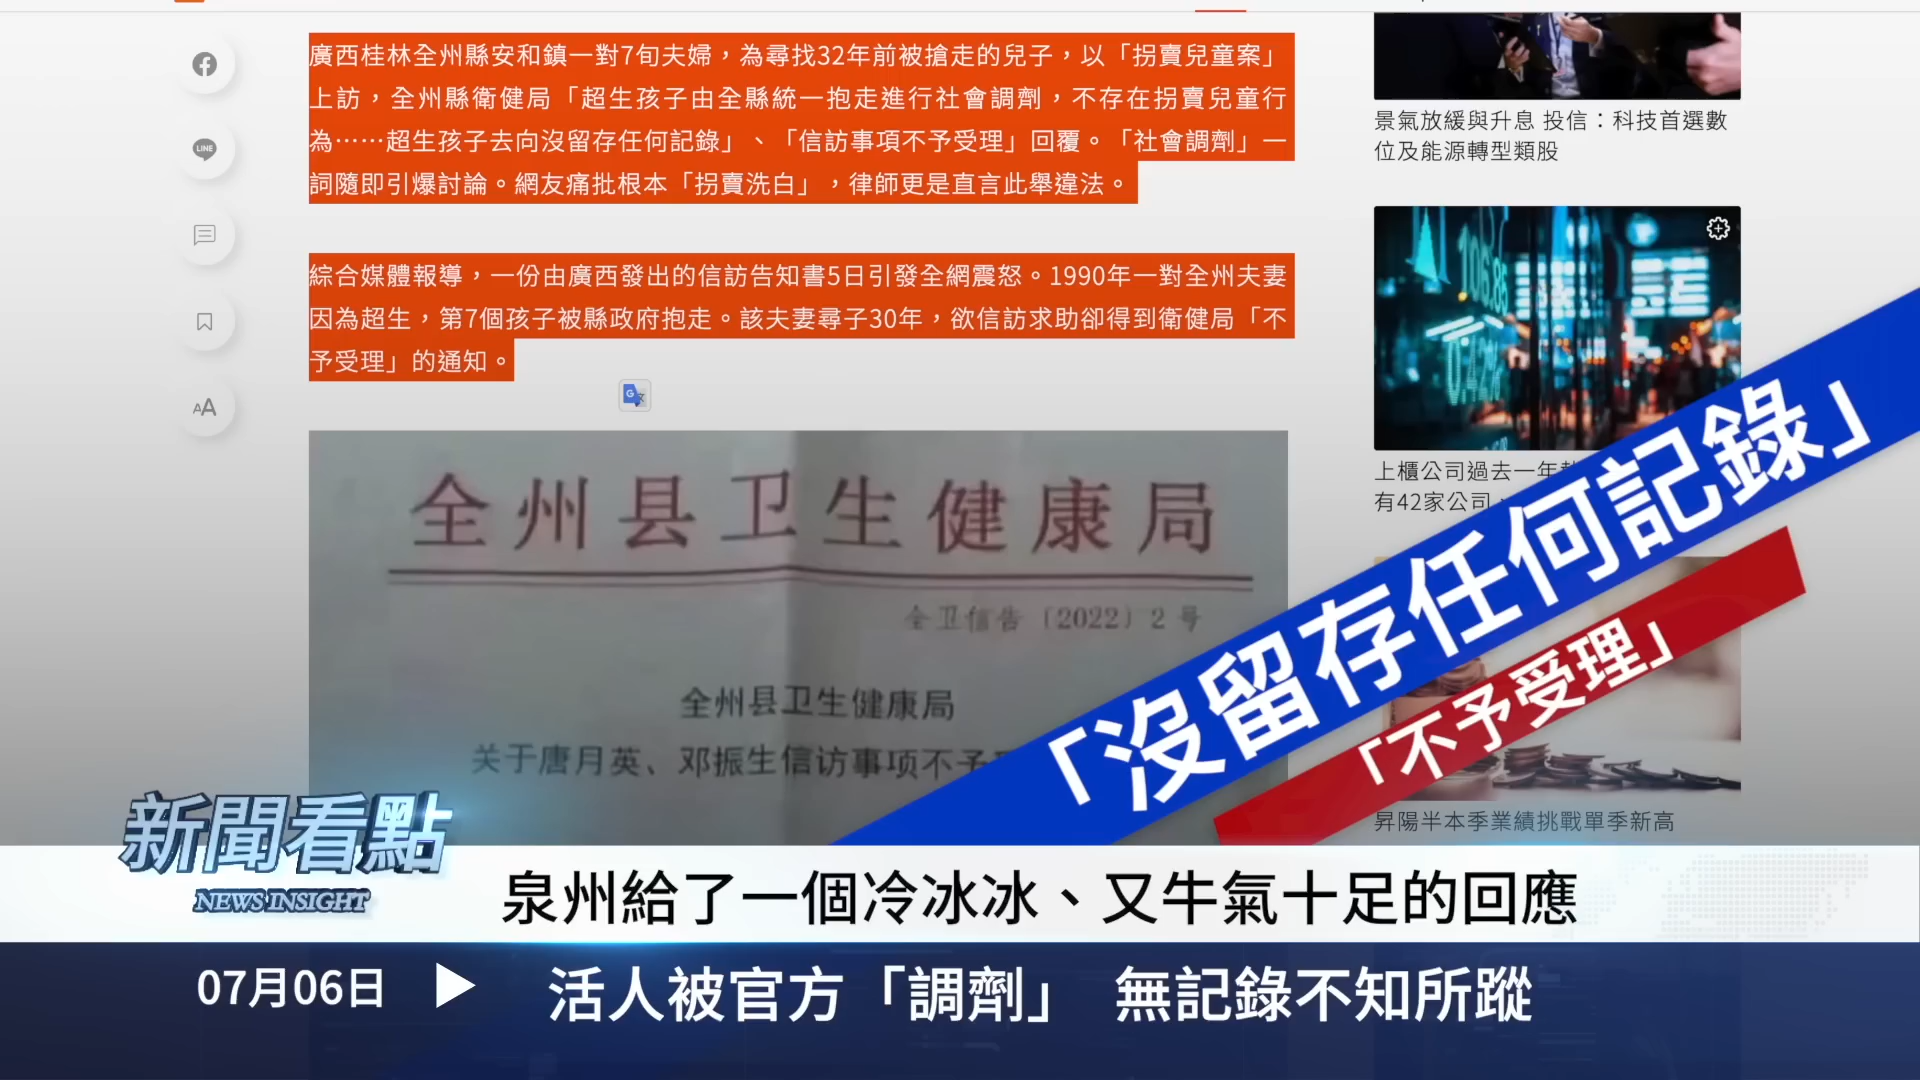 廣西桂林全州縣安和鎮一對7旬夫婦，為尋找32年前被搶走的兒子，以「拐賣兒童案」
上訪，全州縣衛健局「超生孩子由全縣統一抱走進行社會調劑，不存在拐賣兒童行
為……超生孩子去向沒留存任何記錄」、「信訪事項不予受理」回覆。「社會調劑」一
詞隨即引爆討論。網友痛批根本「拐賣洗白」，律師更是直言此舉違法。
綜合媒體報導，一份由廣西發出的信訪告知書5日引發全網震怒。1990年一對全州夫妻
因為超生，第7個孩子被縣政府抱走。該夫妻尋子30年，欲信訪求助卻得到衛健局「不
予受理」的通知。
LINE
AA
景氣放緩與升息 投信：科技首選數
位及能源轉型類股
上櫃公司過去一年
有42家公司
昇陽半本季業績挑戰單季新高
全州县卫生健康局
全卫信告〔2022〕2号
全州县卫生健康局
关于唐月英、邓振生信访事项不予
「沒留存任何記錄」
「不予受理」
新聞看點
NEWS INSIGHT
泉州給了一個冷冰冰、又牛氣十足的回應
07月06日
活人被官方「調劑」 無記錄不知所蹤